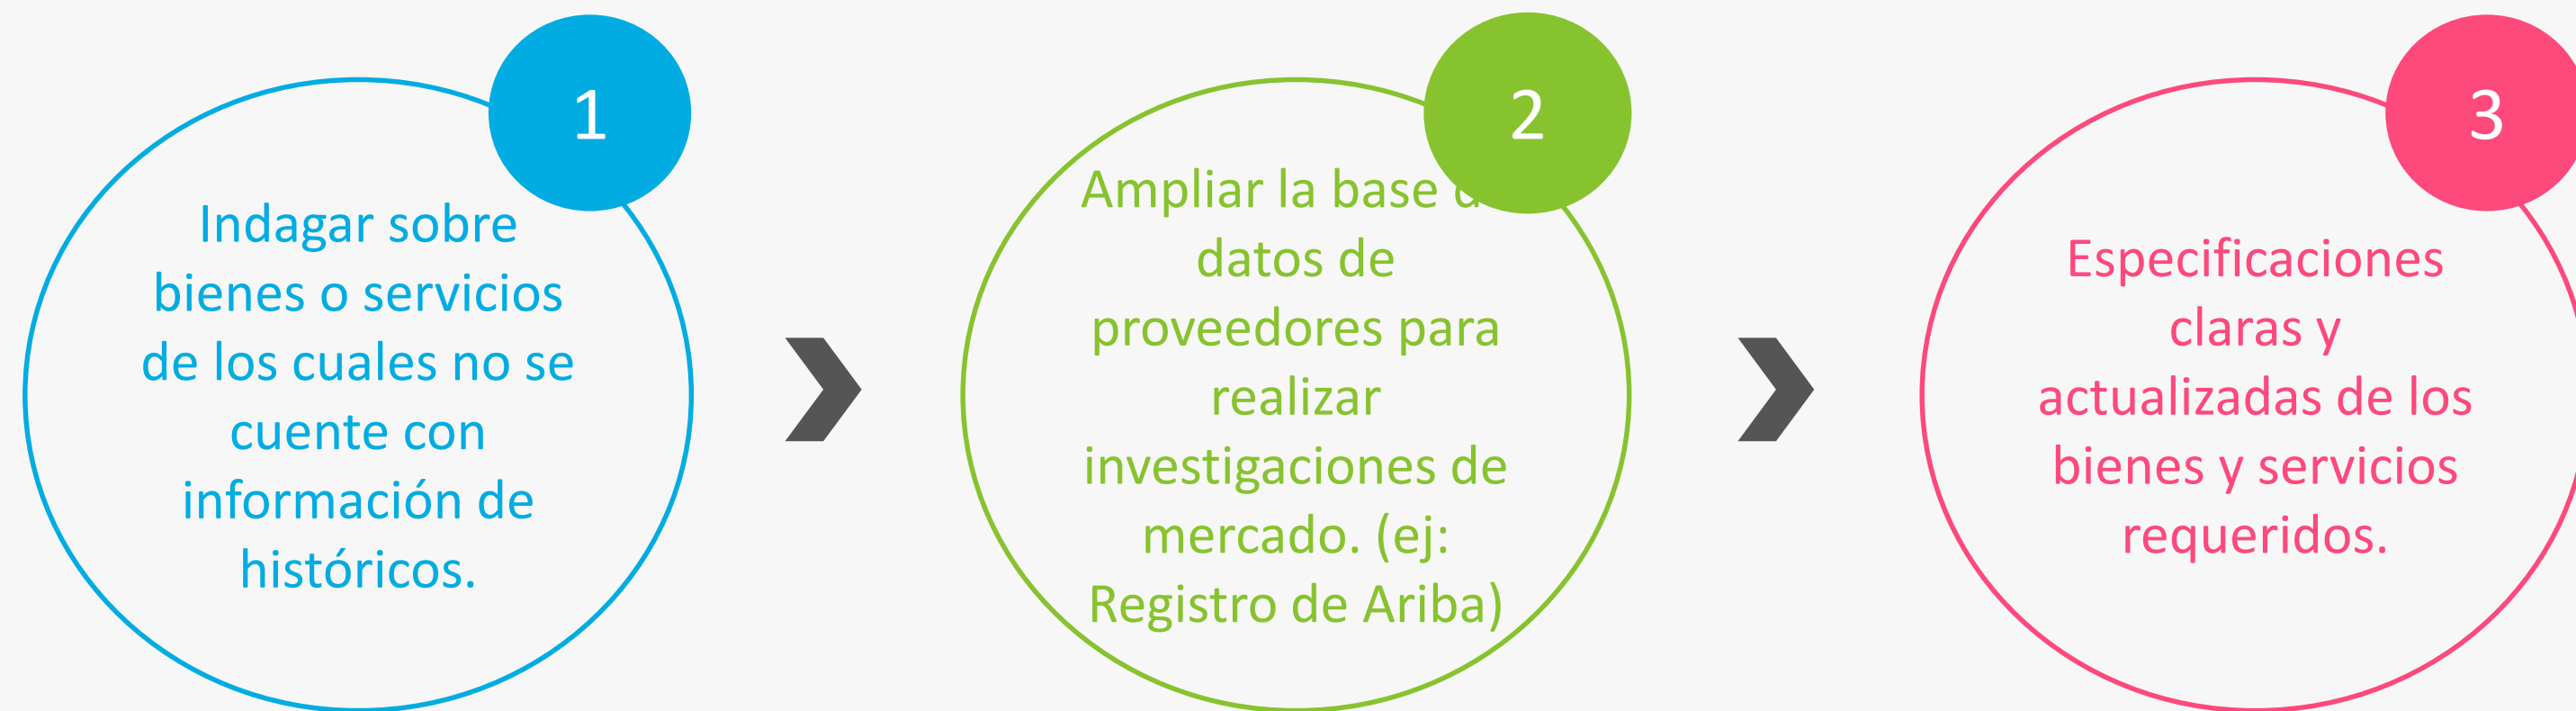 1
Indagar sobre
bienes o servicios
de los cuales no se
cuente con
información de
históricos.
2
Ampliar la base
datos de
proveedores para
realizar
investigaciones de
mercado. (ej:
Registro de Ariba)
3
Especificaciones
claras y
actualizadas de los
bienes y servicios
requeridos.